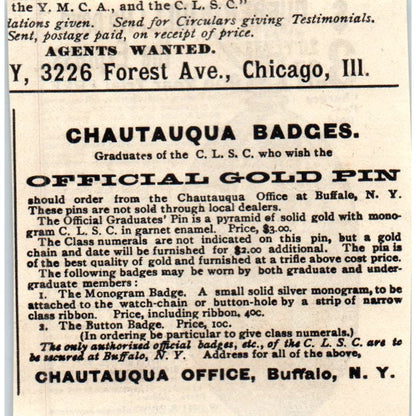 the Y. M. C. A., and the C. L. S. C."
lations given. Send for Circulars giving Testimonials.
Sent, postage paid, on receipt of price.
AGENTS WANTED.
Y, 3226 Forest Ave., Chicago, Ill.
CHAUTAUQUA BADGES.
Graduates of the C. L. S. C. who wish the
OFFICIAL GOLD PIN
should order from the Chautauqua Office at Buffalo, N. Y.
These pins are not sold through local dealers.
The Official Graduates' Pin is a pyramid of solid gold with mono-
gram C. L. S. C. in garnet enamel. Price, $3.00.
The Class numerals are not indicated on this pin, but a gold
chain and date will be furnished for $2.00 additional. The pin is
of the best quality of gold and furnished at a trifle above cost price.
The following badges may be worn by both graduate and under-
graduate members :
1. The Monogram Badge. A small solid silver monogram, to be
attached to the watch-chain or button-hole by a strip of narrow
class ribbon. Price, including ribbon, 40c.
2. The Button Badge. Price, 10c.
(In ordering be particular to give class numerals.)
The only authorized official badges, etc., of the C. L. S. C. are to
be secured at Buffalo, N. Y. Address for all of the above,
CHAUTAUQUA OFFICE, Buffalo, N. Y.